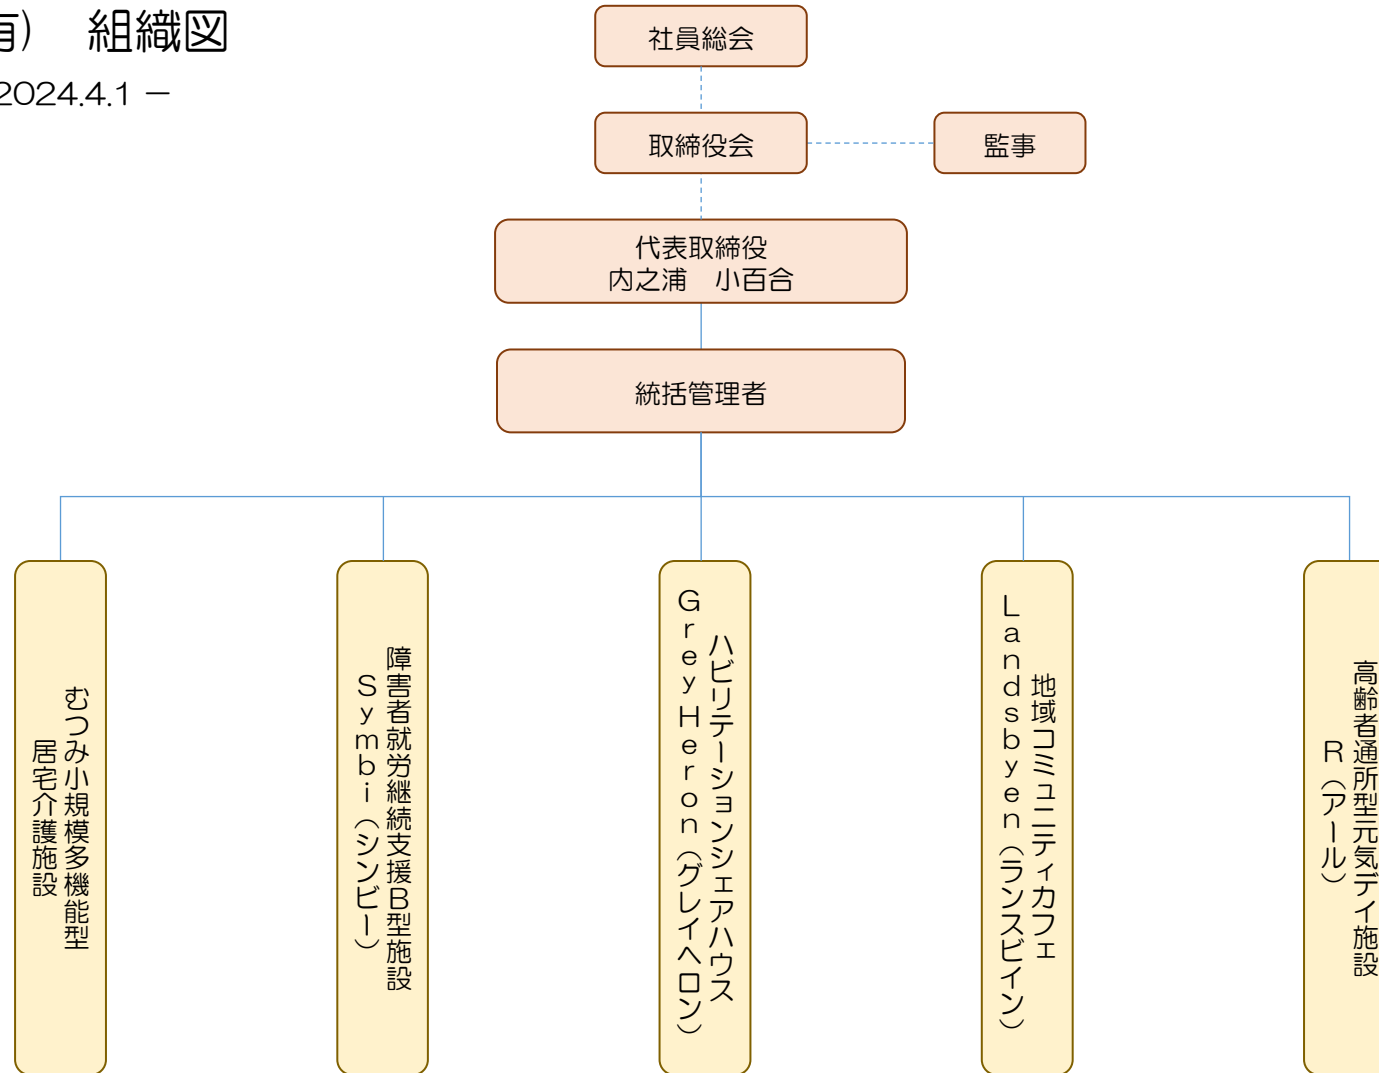 有） 組織図
2024.4.1 －
社員総会
取締役会
監事
代表取締役
内之浦　小百合
統括管理者
むつみ小規模多機能型
居宅介護施設
障害者就労継続支援B型施設
Symbi（シンビー）
ハビリテーションシェアハウス
GreyHeron（グレイヘロン）
地域コミュニティカフェ
Landsbyen（ランスビイン）
高齢者通所型元気デイ施設
R（アール）